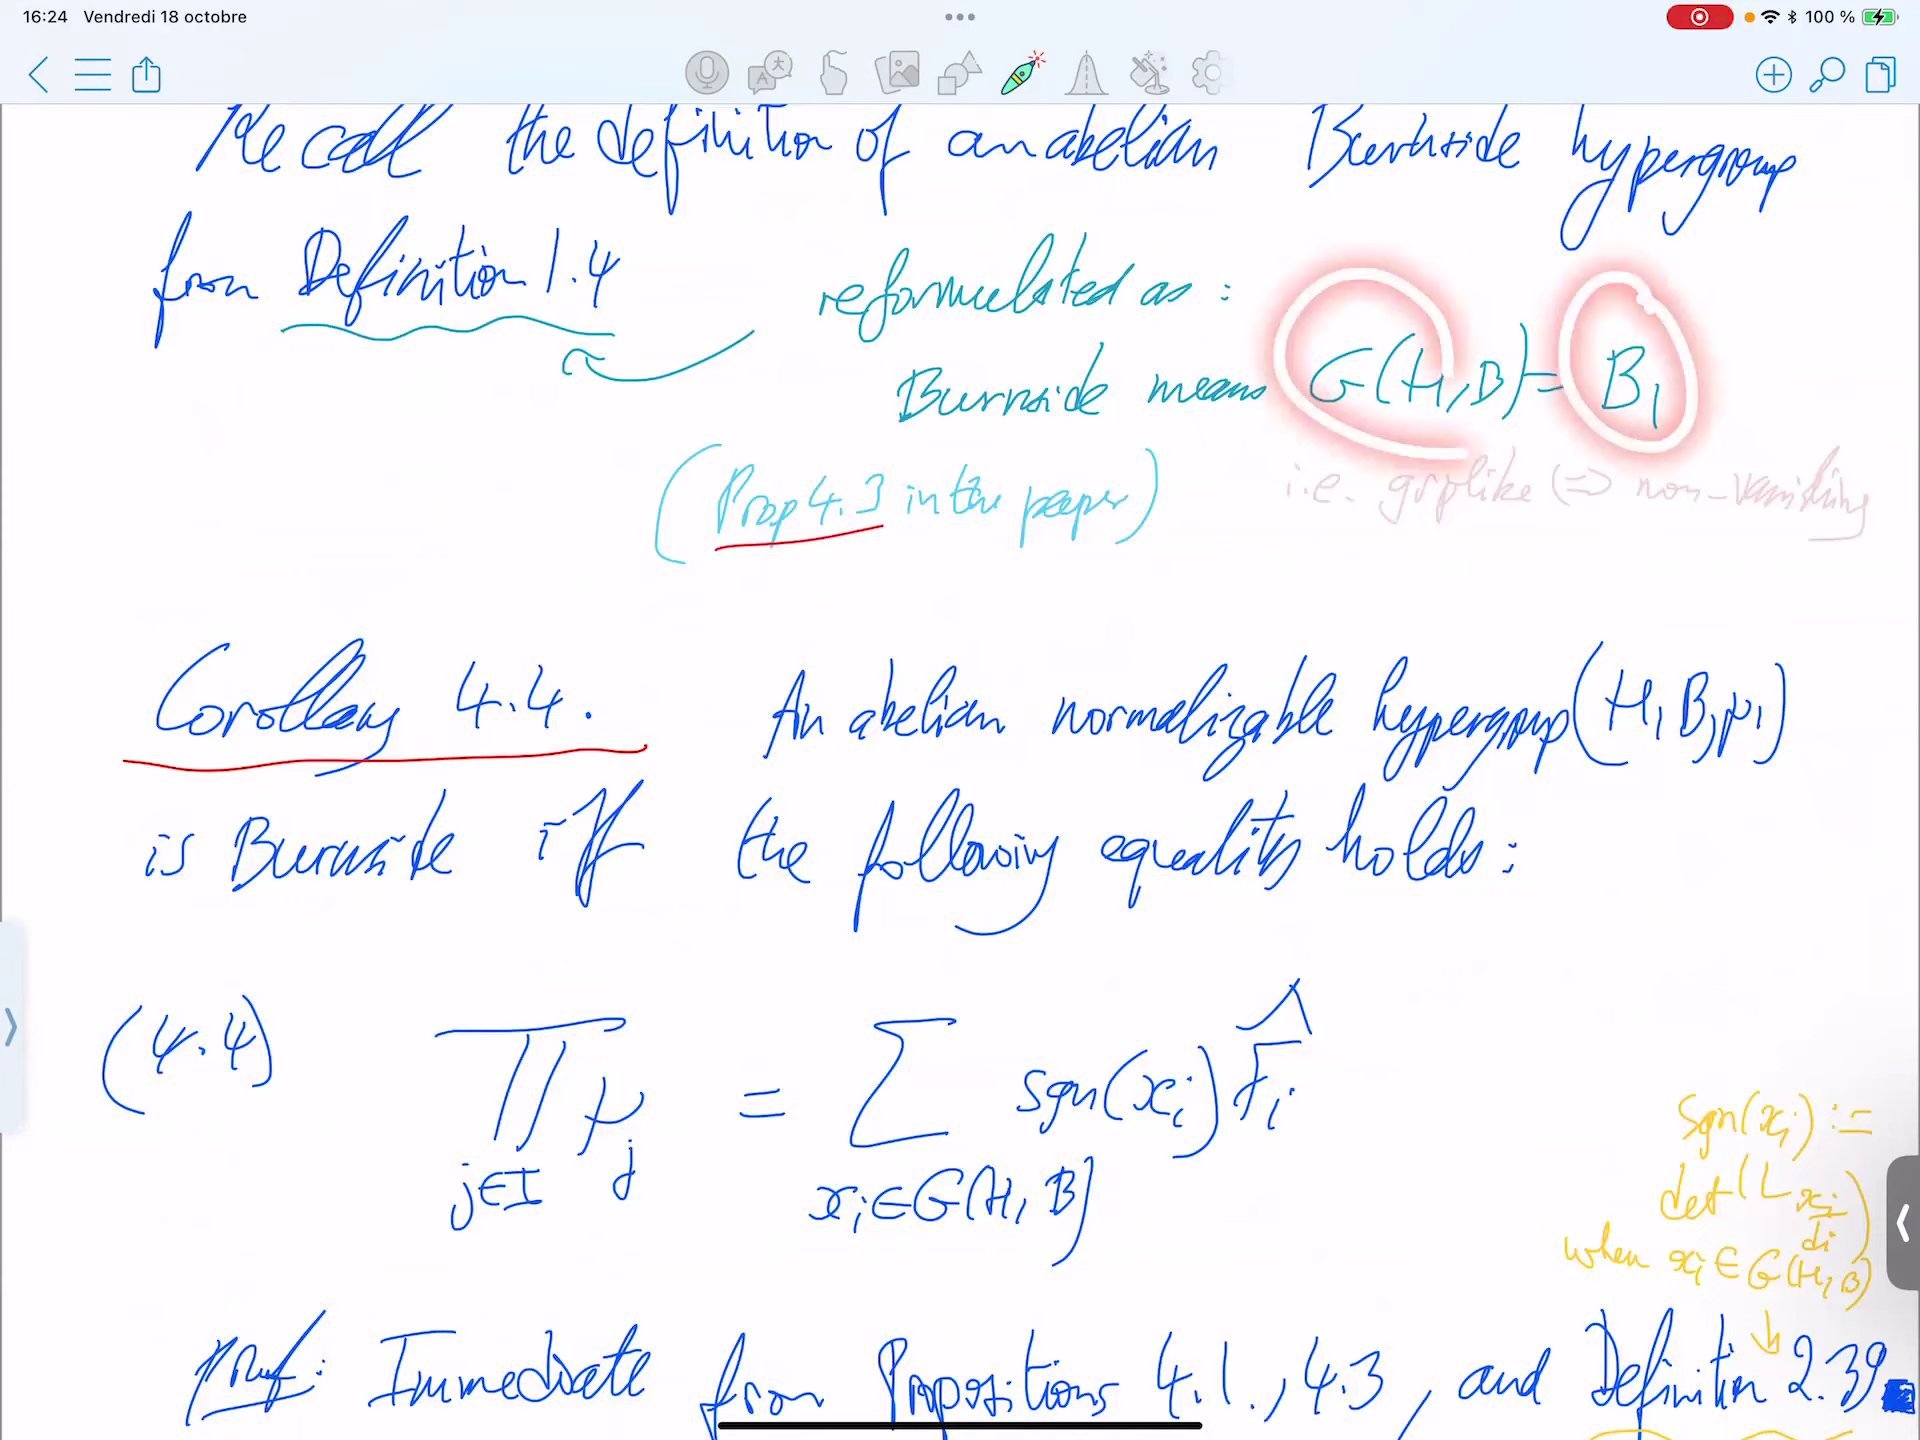 16:24 Vendredi 18 octobre 100 %
Recall the definition of an abelian Burnside hypergroup
from Definition 1.4
reformulated as :
Burnside means G(H,B) = B₁
i.e. grplike (=> non-vanishing
(Prop 4.3 in the paper)
Corollary 4.4. An abelian normalizable hypergroup (H, B, μ)
is Burnside iff the following equality holds :
(4.4) ∏_{j∈I} μ_j = ∑_{x_i∈G(H, B)} sgn(x_i) F̂_i
sgn(x_i) :=
det(L_{x_i/d_i})
when x_i ∈ G(H, B)
Proof: Immediate from Propositions 4.1., 4.3, and Definition 2.39